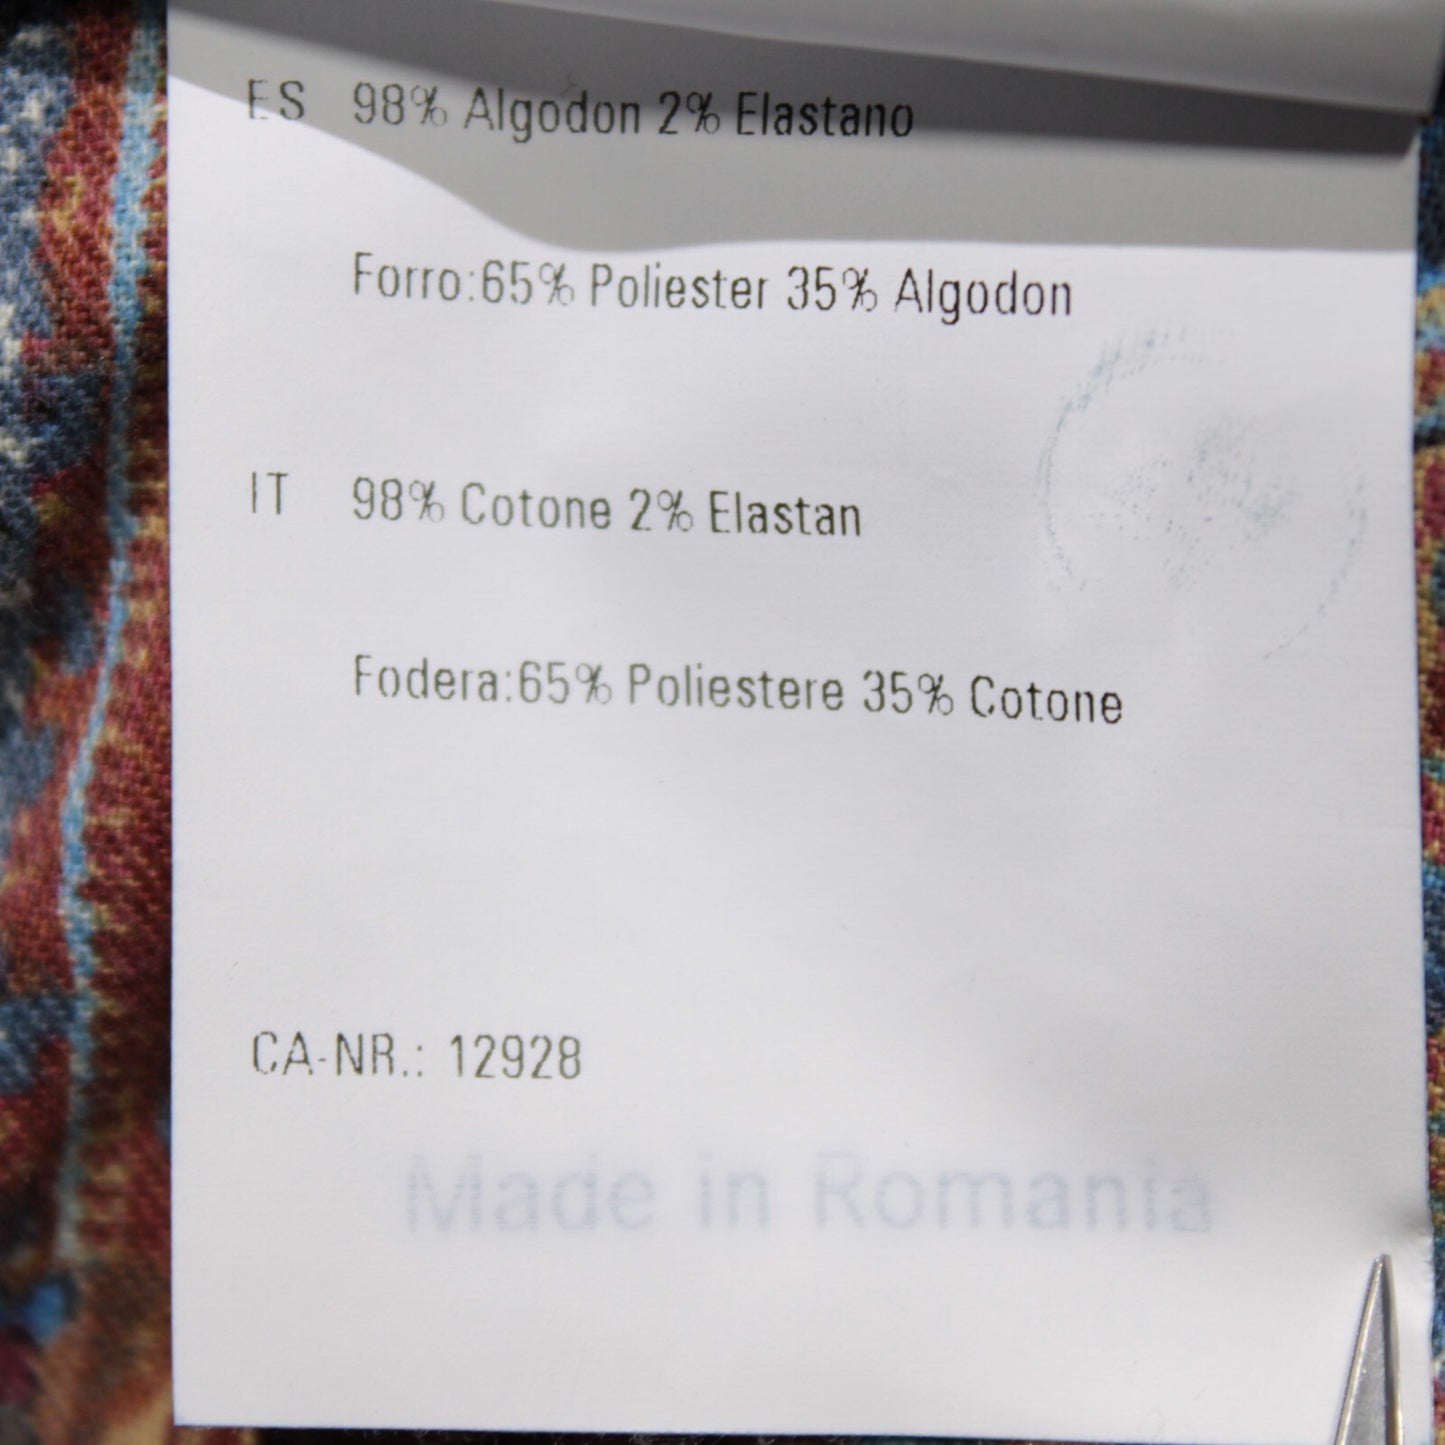 ES 98% Algodon 2% Elastano
Forro:65% Poliester 35% Algodon
IT 98% Cotone 2% Elastan
Fodera:65% Poliestere 35% Cotone
CA-NR.: 12928
Made in Romania